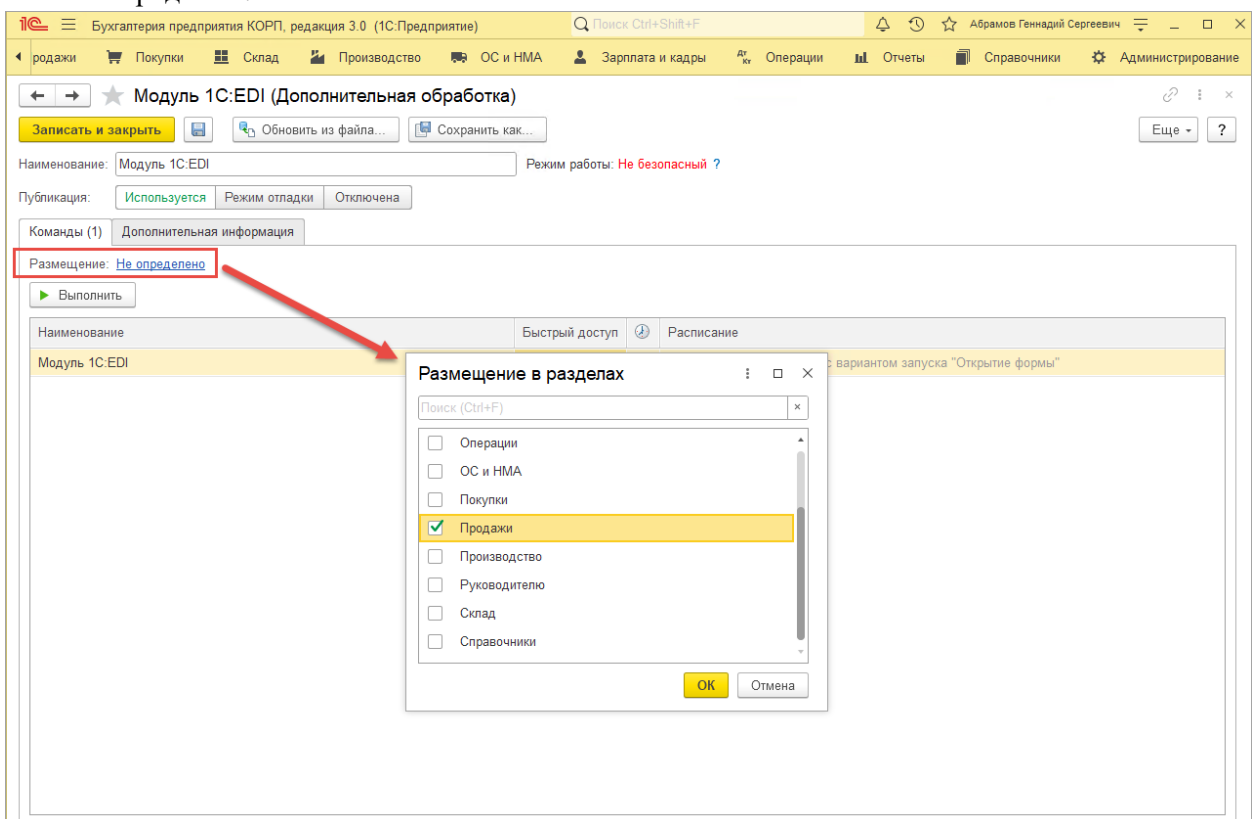 1С Бухгалтерия предприятия КОРП, редакция 3.0 (1С:Предприятие) Поиск Ctrl+Shift+F Абрамов Геннадий Сергеевич
родажи Покупки Склад Производство ОС и НМА Зарплата и кадры Дт Кт Операции Отчеты Справочники Администрирование
Модуль 1С:EDI (Дополнительная обработка)
Записать и закрыть Обновить из файла... Сохранить как... Еще ?
Наименование: Модуль 1С:EDI Режим работы: Не безопасный ?
Публикация: Используется Режим отладки Отключена
Команды (1) Дополнительная информация
Размещение: Не определено
Выполнить
Наименование Быстрый доступ Расписание
Модуль 1С:EDI с вариантом запуска "Открытие формы"
Размещение в разделах
Поиск (Ctrl+F) ×
Операции
ОС и НМА
Покупки
Продажи
Производство
Руководителю
Склад
Справочники
ОК Отмена